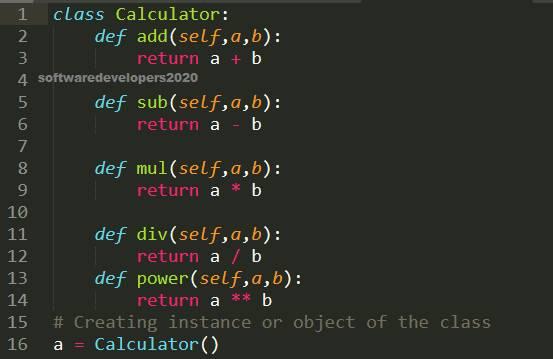 1 class Calculator:
2     def add(self,a,b):
3         return a + b
4 softwaredevelopers2020
5     def sub(self,a,b):
6         return a - b
7
8     def mul(self,a,b):
9         return a * b
10
11     def div(self,a,b):
12         return a / b
13     def power(self,a,b):
14         return a ** b
15 # Creating instance or object of the class
16 a = Calculator()